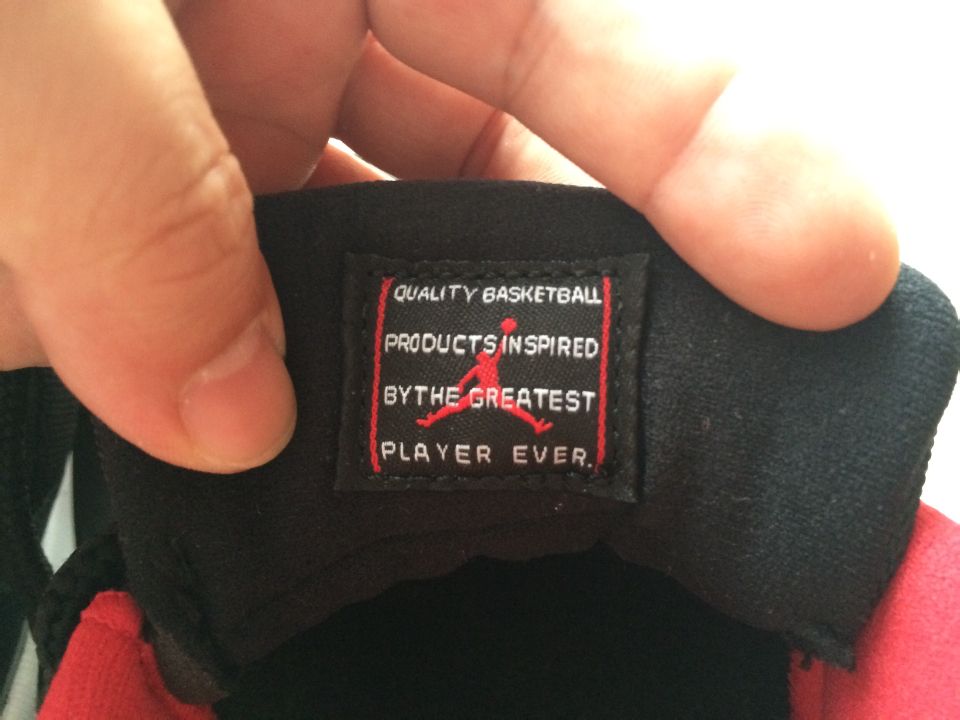 QUALITY BASKETBALL
PRODUCTS INSPIRED
BY THE GREATEST
PLAYER EVER.